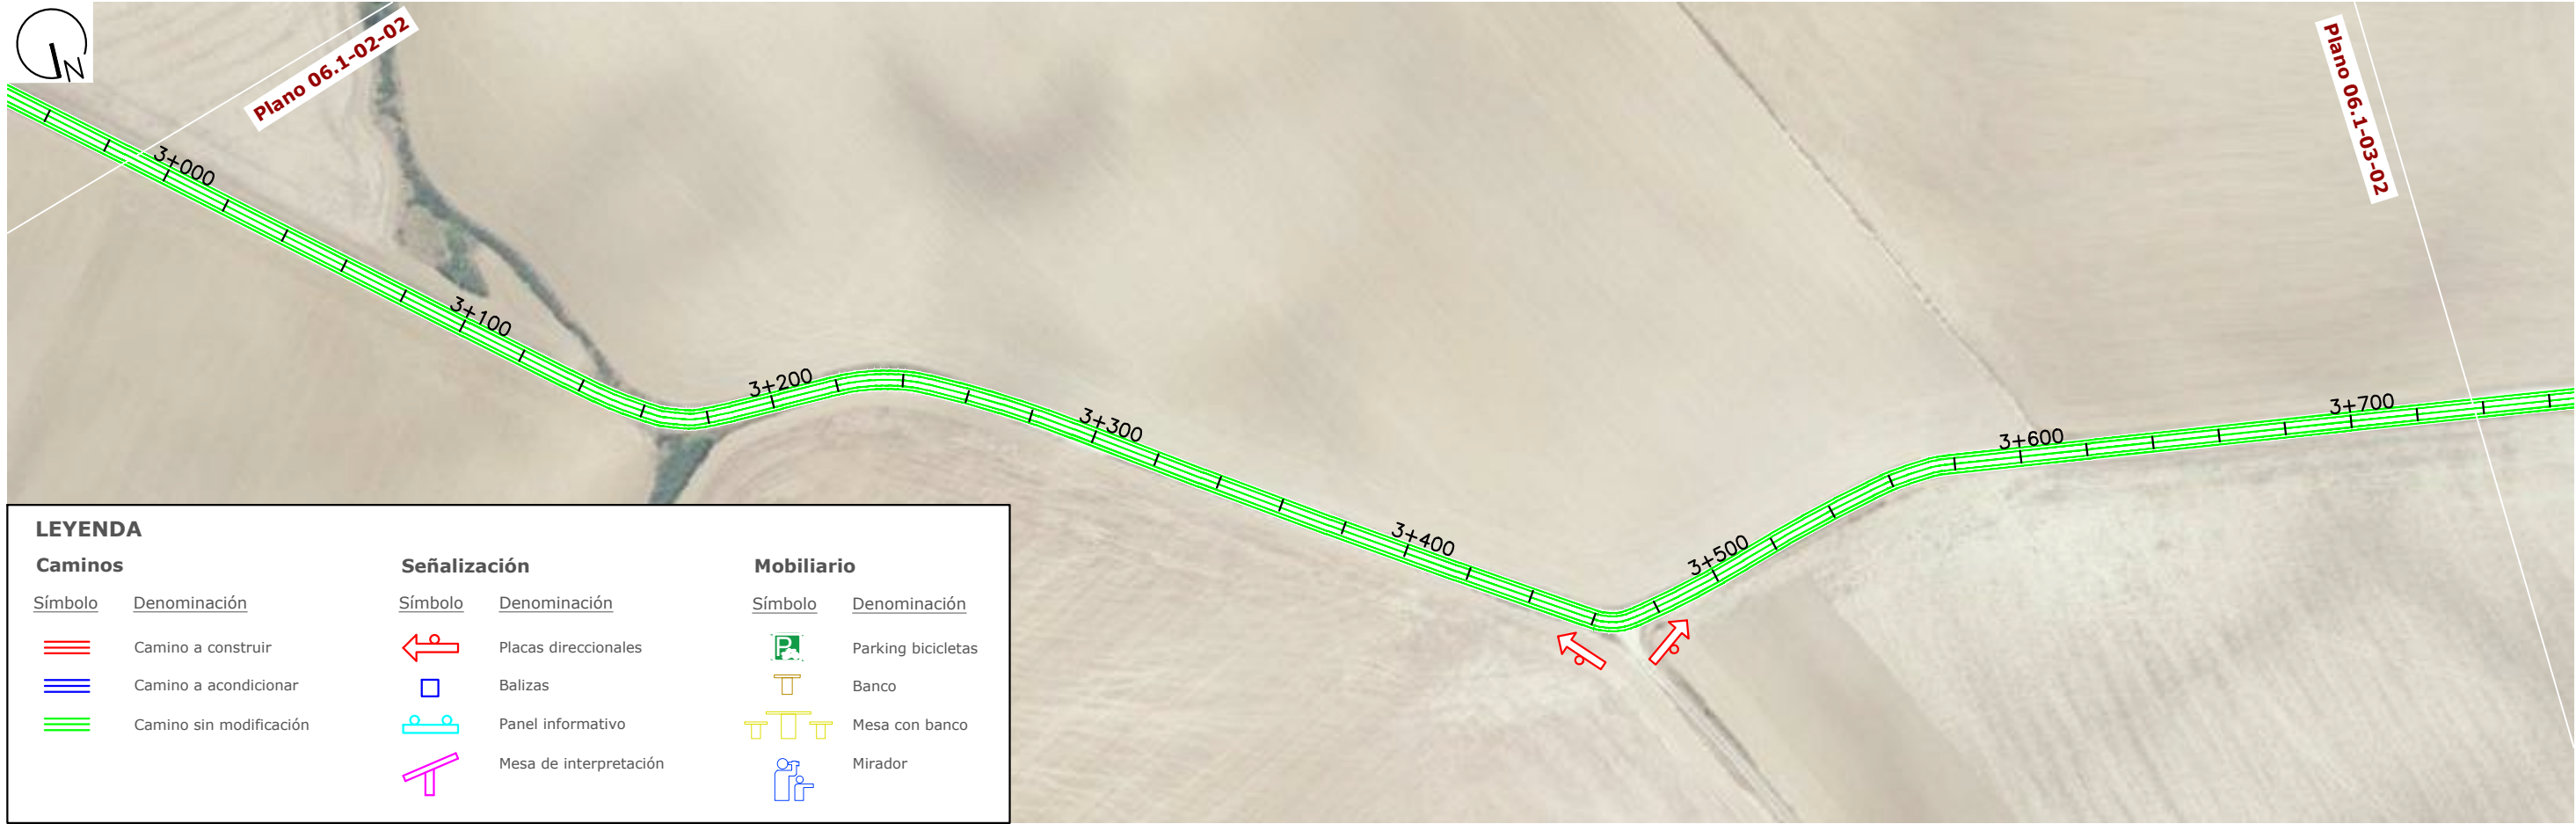 N
Plano 06.1-02-02
Plano 06.1-03-02
3+000
3+100
3+200
3+300
3+400
3+500
3+600
3+700
LEYENDA
Caminos
Símbolo Denominación
Camino a construir
Camino a acondicionar
Camino sin modificación
Señalización
Símbolo Denominación
Placas direccionales
Balizas
Panel informativo
Mesa de interpretación
Mobiliario
Símbolo Denominación
P
Parking bicicletas
Banco
Mesa con banco
Mirador